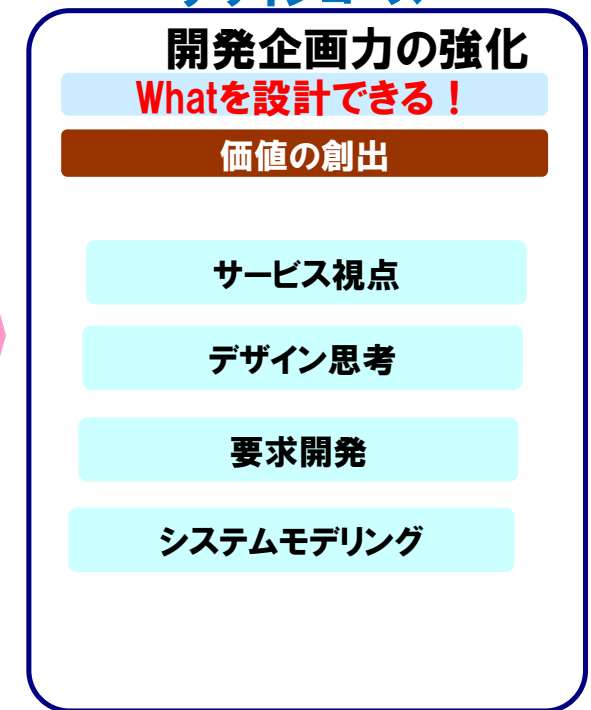 開発企画力の強化
Whatを設計できる！
価値の創出
サービス視点
デザイン思考
要求開発
システムモデリング